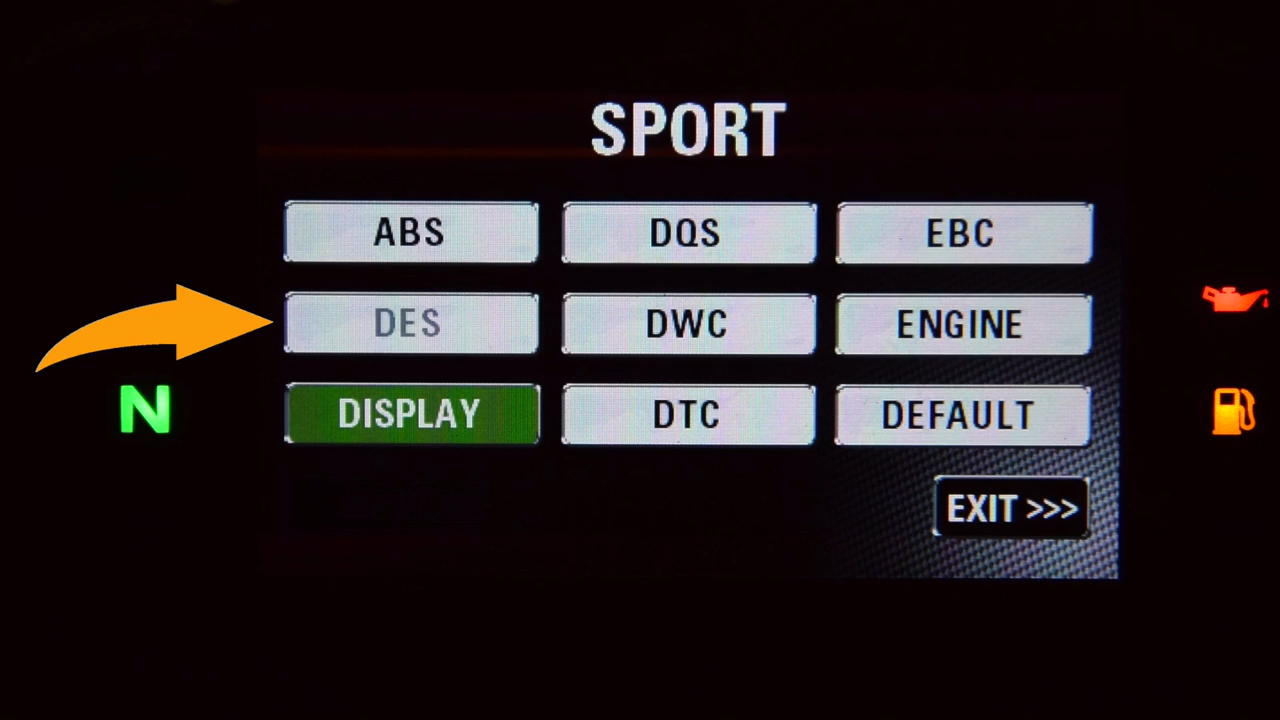 SPORT
ABS DQS EBC
DES DWC ENGINE
N
DISPLAY DTC DEFAULT
EXIT >>>